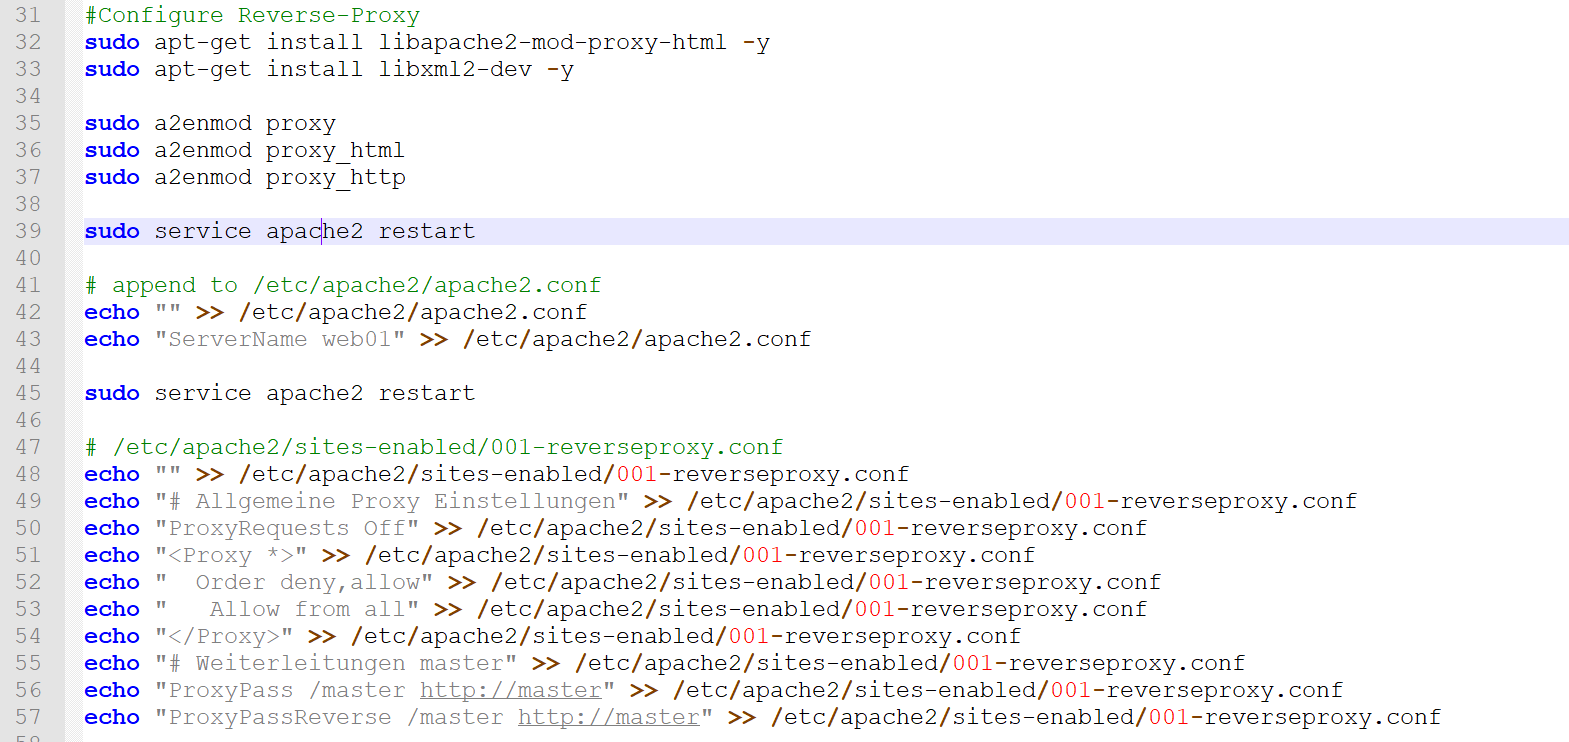 31 #Configure Reverse-Proxy
32 sudo apt-get install libapache2-mod-proxy-html -y
33 sudo apt-get install libxml2-dev -y
34
35 sudo a2enmod proxy
36 sudo a2enmod proxy_html
37 sudo a2enmod proxy_http
38
39 sudo service apache2 restart
40
41 # append to /etc/apache2/apache2.conf
42 echo "" >> /etc/apache2/apache2.conf
43 echo "ServerName web01" >> /etc/apache2/apache2.conf
44
45 sudo service apache2 restart
46
47 # /etc/apache2/sites-enabled/001-reverseproxy.conf
48 echo "" >> /etc/apache2/sites-enabled/001-reverseproxy.conf
49 echo "# Allgemeine Proxy Einstellungen" >> /etc/apache2/sites-enabled/001-reverseproxy.conf
50 echo "ProxyRequests Off" >> /etc/apache2/sites-enabled/001-reverseproxy.conf
51 echo "<Proxy *>" >> /etc/apache2/sites-enabled/001-reverseproxy.conf
52 echo "  Order deny,allow" >> /etc/apache2/sites-enabled/001-reverseproxy.conf
53 echo "   Allow from all" >> /etc/apache2/sites-enabled/001-reverseproxy.conf
54 echo "</Proxy>" >> /etc/apache2/sites-enabled/001-reverseproxy.conf
55 echo "# Weiterleitungen master" >> /etc/apache2/sites-enabled/001-reverseproxy.conf
56 echo "ProxyPass /master http://master" >> /etc/apache2/sites-enabled/001-reverseproxy.conf
57 echo "ProxyPassReverse /master http://master" >> /etc/apache2/sites-enabled/001-reverseproxy.conf